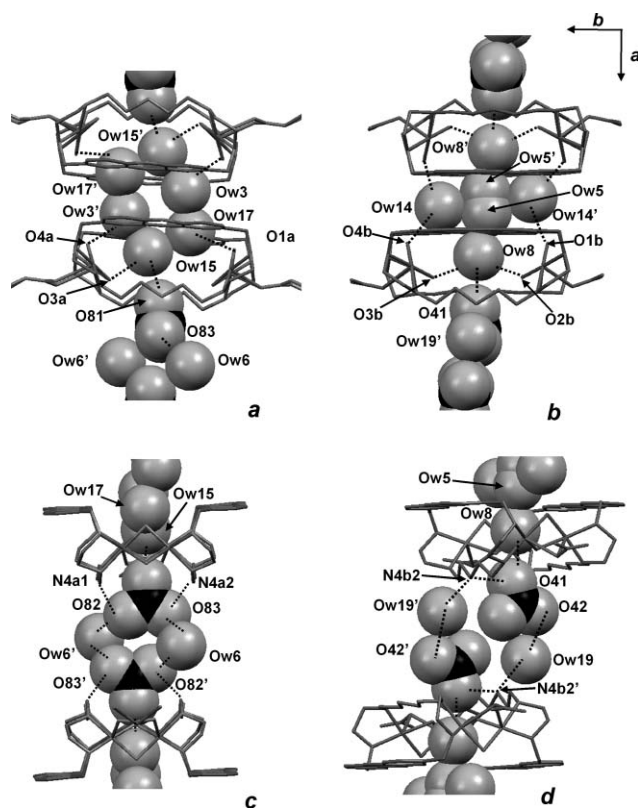 b
a
Ow15'
Ow17'
Ow3
Ow3'
Ow17
O4a
O1a
Ow15
O3a
O81
O83
Ow6'
Ow6
a
Ow8'
Ow5'
Ow5
Ow14
Ow14'
O4b
O1b
Ow8
O3b
O2b
O41
Ow19'
b
Ow17
Ow15
N4a1
N4a2
O82
O83
Ow6'
Ow6
O83'
O82'
c
Ow5
Ow8
N4b2
O41
Ow19'
O42
O42'
Ow19
N4b2'
d